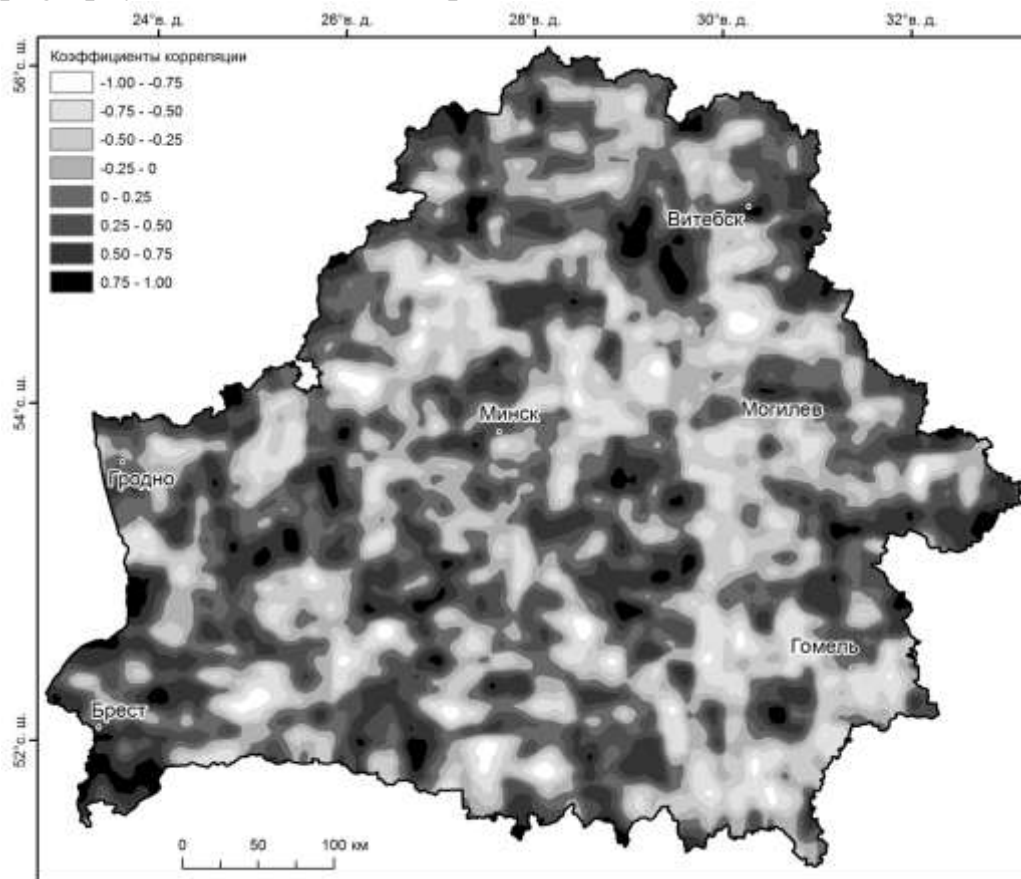 24°в. д. 26°в. д. 28°в. д. 30°в. д. 32°в. д.
56°с. ш.
Коэффициенты корреляции
-1.00 - -0.75
-0.75 - -0.50
-0.50 - -0.25
-0.25 - 0
0 - 0.25
0.25 - 0.50
0.50 - 0.75
0.75 - 1.00
Витебск
54°с. ш.
Минск
Могилев
Гродно
Гомель
Брест
52°с. ш.
0 50 100 км